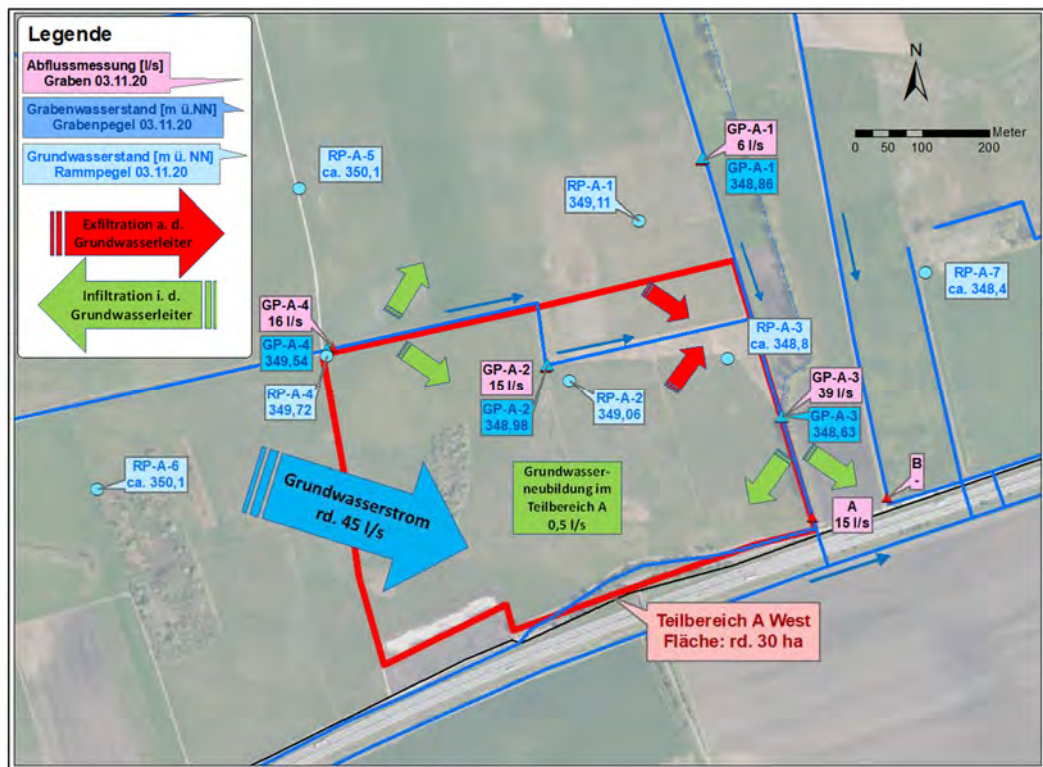 Legende
Abflussmessung [l/s]
Graben 03.11.20
Grabenwasserstand [m ü.NN]
Grabenpegel 03.11.20
Grundwasserstand [m ü. NN]
Rammpegel 03.11.20
Exfiltration a. d.
Grundwasserleiter
Infiltration i. d.
Grundwasserleiter
N
Meter
0 50 100 200
GP-A-1
6 l/s
GP-A-1
348,86
RP-A-5
ca. 350,1
RP-A-1
349,11
RP-A-7
ca. 348,4
GP-A-4
16 l/s
GP-A-4
349,54
RP-A-4
349,72
RP-A-3
ca. 348,8
GP-A-2
15 l/s
GP-A-2
348,98
RP-A-2
349,06
GP-A-3
39 l/s
GP-A-3
348,63
RP-A-6
ca. 350,1
Grundwasserstrom
rd. 45 l/s
Grundwasser-
neubildung im
Teilbereich A
0,5 l/s
B
-
A
15 l/s
Teilbereich A West
Fläche: rd. 30 ha